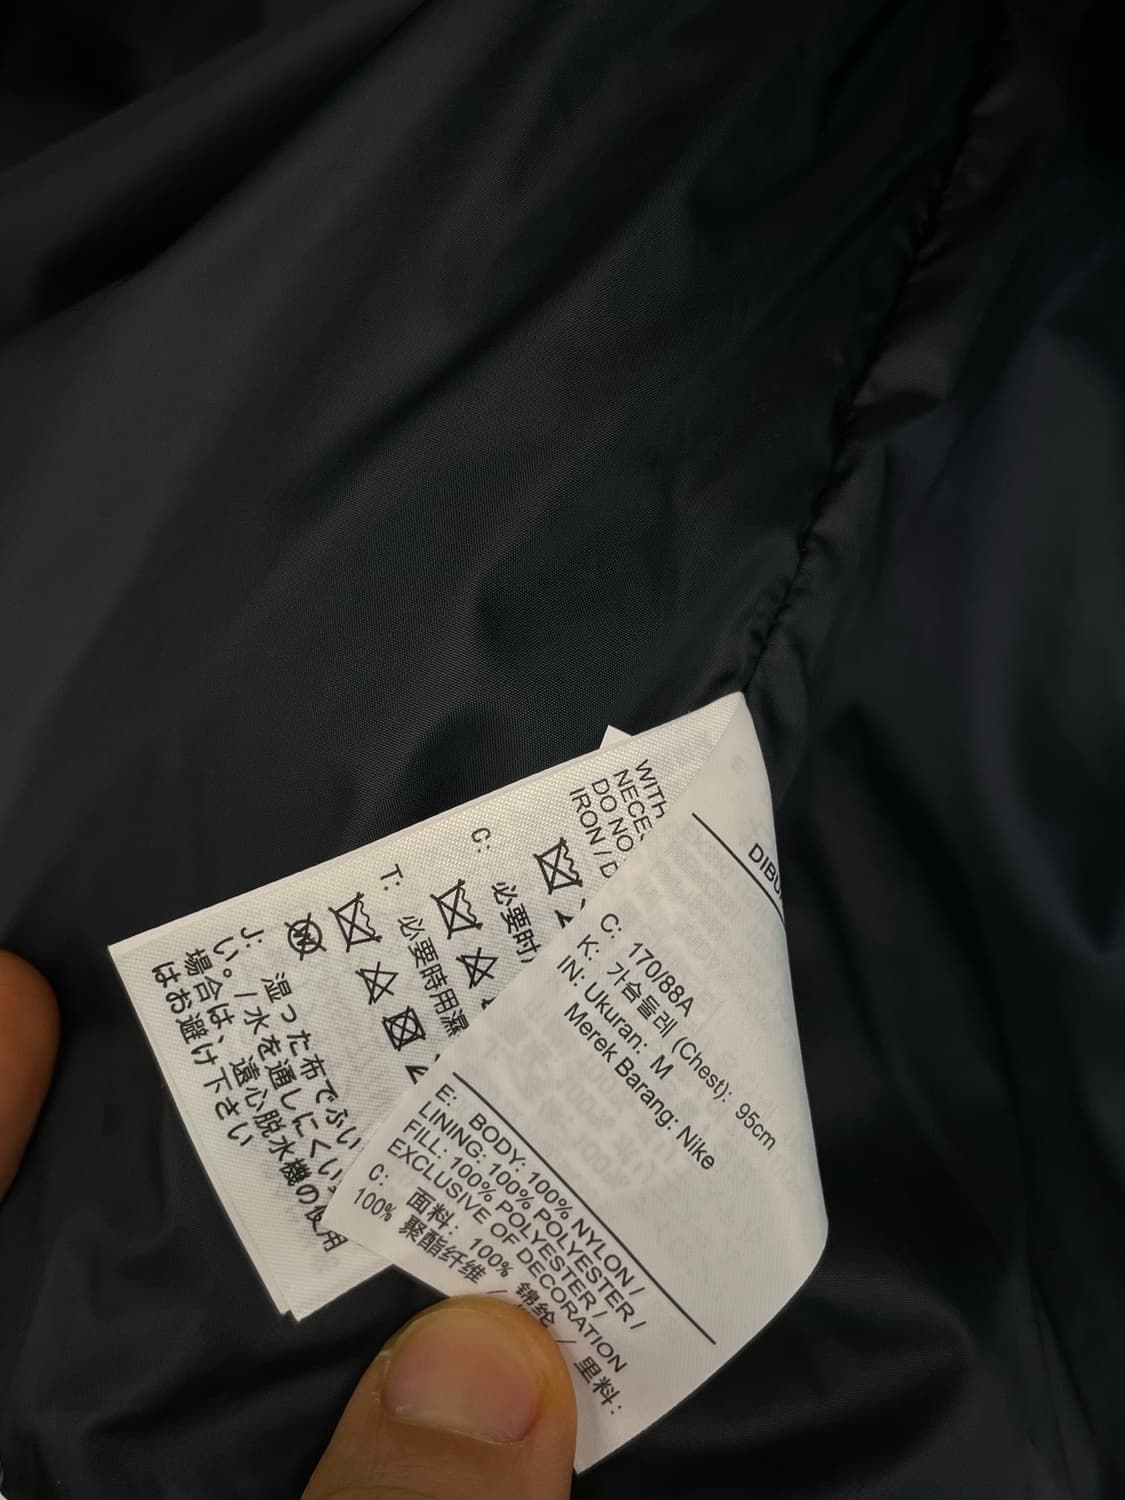 WITH
NECE
DO NO
IRON / D
C:
必要时
T:
必要時用濕
J:
湿った布でふい
い。/水を通しにくい
場合は、遠心脱水機の使用
はお避け下さい
DIBU
C: 170/88A
K: 가슴둘레 (Chest): 95cm
IN: Ukuran: M
Merek Barang: Nike
E: BODY: 100% NYLON /
LINING: 100% POLYESTER /
FILL: 100% POLYESTER /
EXCLUSIVE OF DECORATION
C: 面料: 100% 锦纶 / 里料:
100% 聚酯纤维 /